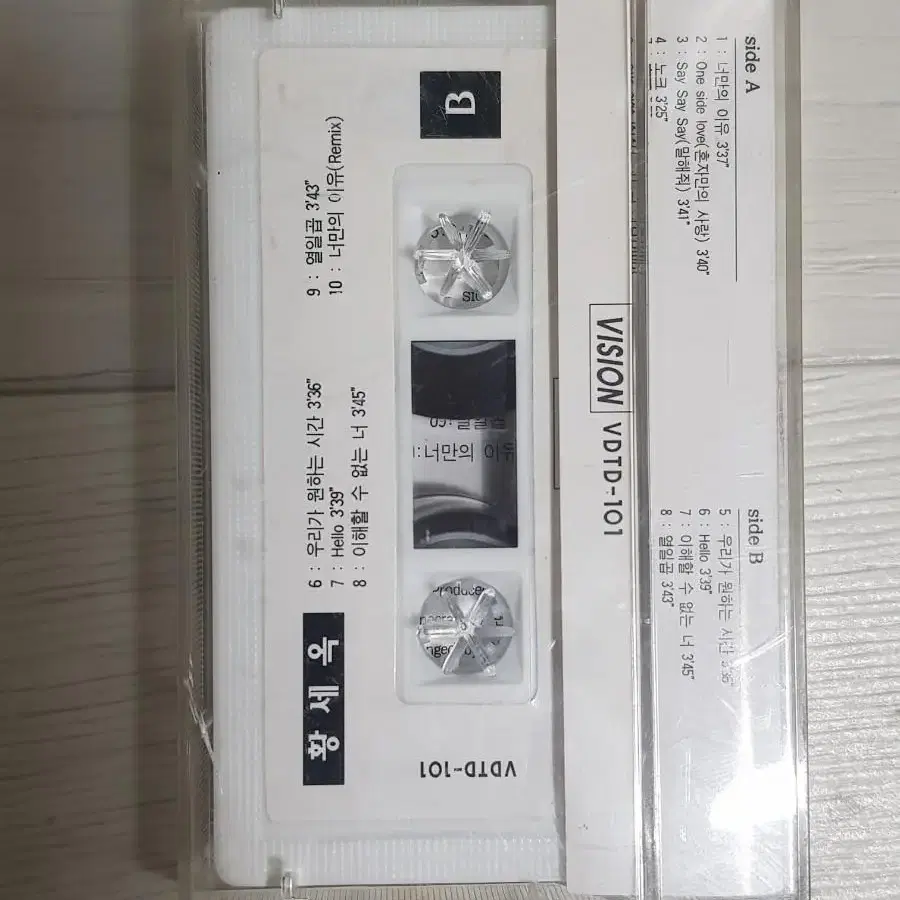 B
황세옥
6 : 우리가 원하는 시간 3'36"
7 : Hello 3'39"
8 : 이해할 수 없는 너 3'45"
9 : 열일곱 3'43"
10 : 너만의 이유(Remix)
너만의 이유
VDTD-101
VISION VDTD-101
side A
1 : 너만의 이유 3'37"
2 : One side love(혼자만의 사랑) 3'40"
3 : Say Say Say(말해줘) 3'41"
4 : 노크 3'25"
side B
5 : 우리가 원하는 시간 3'36"
6 : Hello 3'39"
7 : 이해할 수 없는 너 3'45"
8 : 열일곱 3'43"